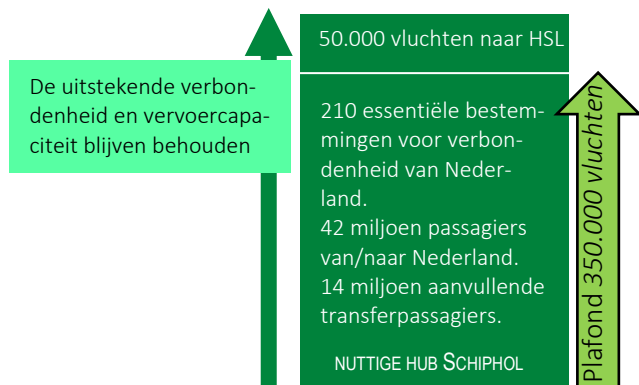 50.000 vluchten naar HSL
De uitstekende verbon-
denheid en vervoercapa-
citeit blijven behouden
210 essentiële bestem-
mingen voor verbon-
denheid van Neder-
land.
42 miljoen passagiers
van/naar Nederland.
14 miljoen aanvullende
transferpassagiers.
NUTTIGE HUB SCHIPHOL
Plafond 350.000 vluchten